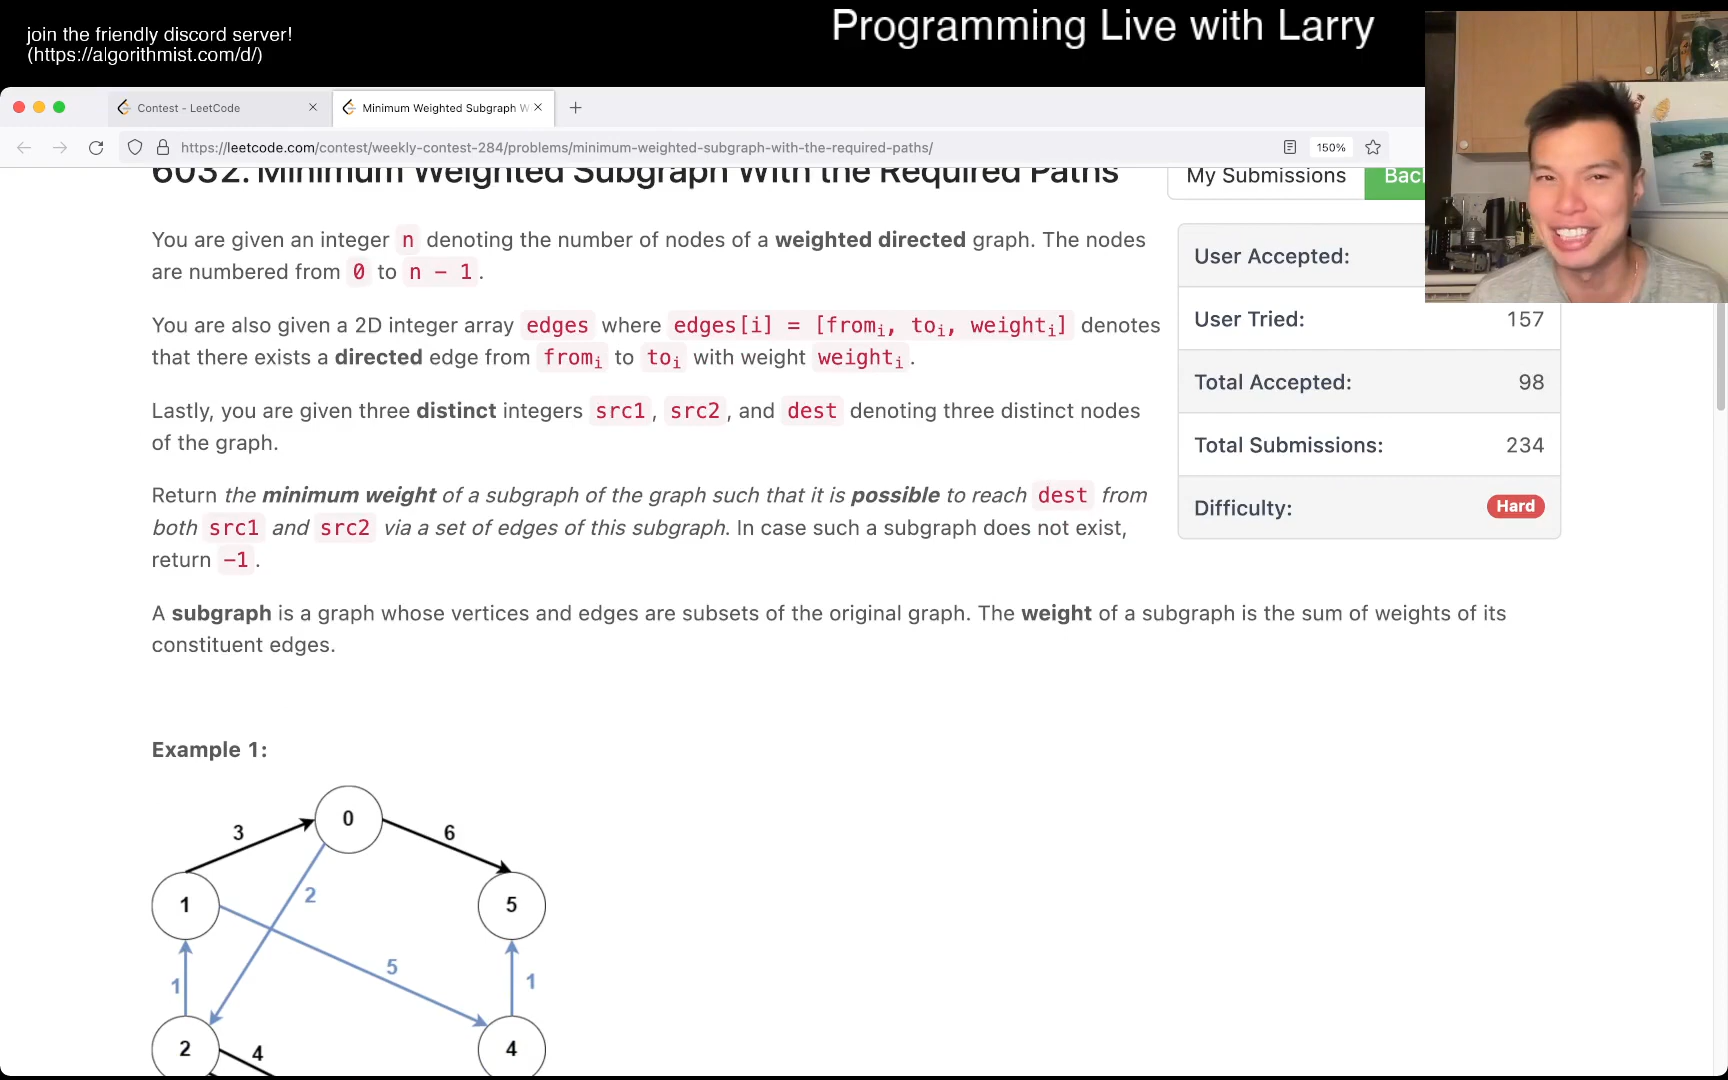 join the friendly discord server!
(https://algorithmist.com/d/)
Programming Live with Larry
Contest - LeetCode
Minimum Weighted Subgraph W
https://leetcode.com/contest/weekly-contest-284/problems/minimum-weighted-subgraph-with-the-required-paths/
150%
6032. Minimum Weighted Subgraph With the Required Paths
My Submissions
Back
You are given an integer n denoting the number of nodes of a weighted directed graph. The nodes
are numbered from 0 to n - 1.
You are also given a 2D integer array edges where edges[i] = [fromi, toi, weighti] denotes
that there exists a directed edge from fromi to toi with weight weighti.
Lastly, you are given three distinct integers src1, src2, and dest denoting three distinct nodes
of the graph.
Return the minimum weight of a subgraph of the graph such that it is possible to reach dest from
both src1 and src2 via a set of edges of this subgraph. In case such a subgraph does not exist,
return -1.
A subgraph is a graph whose vertices and edges are subsets of the original graph. The weight of a subgraph is the sum of weights of its
constituent edges.
User Accepted:
User Tried: 157
Total Accepted: 98
Total Submissions: 234
Difficulty: Hard
Example 1:
0
3
6
2
1
5
5
1
1
2
4
4